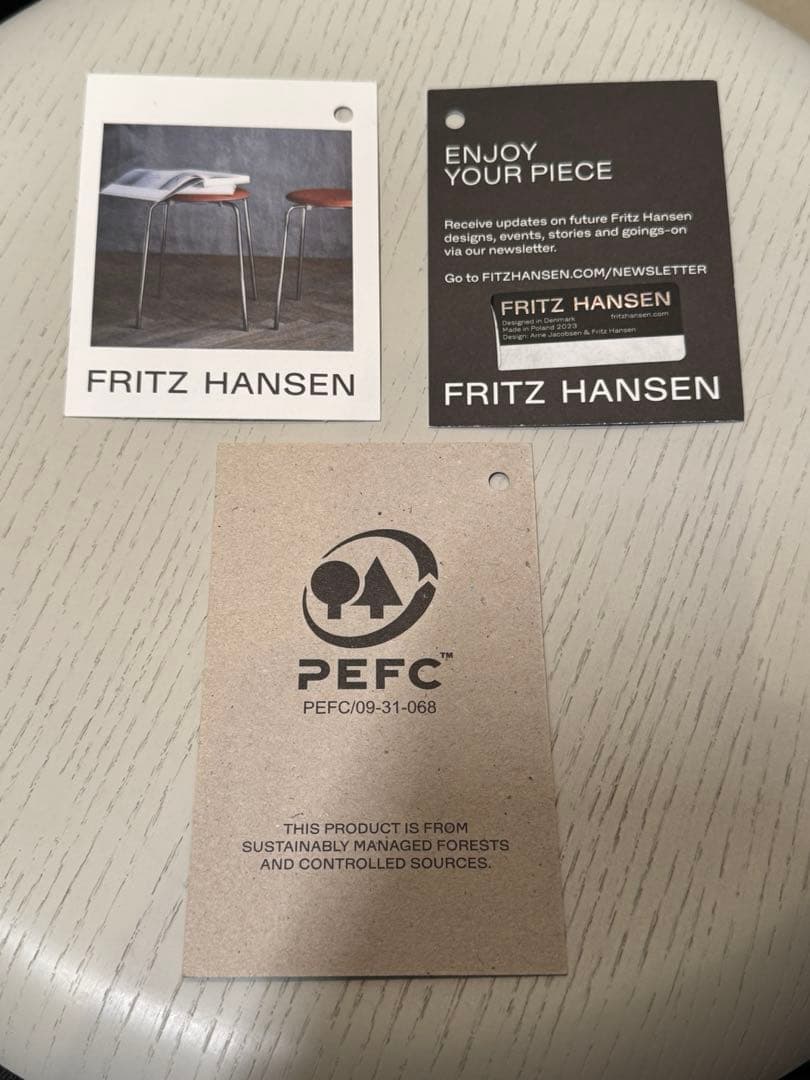 FRITZ HANSEN
ENJOY
YOUR PIECE
Receive updates on future Fritz Hansen
designs, events, stories and goings-on
via our newsletter.
Go to FITZHANSEN.COM/NEWSLETTER
FRITZ HANSEN
Designed in Denmark
fritzhansen.com
Made in Poland 2023
Design: Arne Jacobsen & Fritz Hansen
FRITZ HANSEN
PEFC™
PEFC/09-31-068
THIS PRODUCT IS FROM
SUSTAINABLY MANAGED FORESTS
AND CONTROLLED SOURCES.